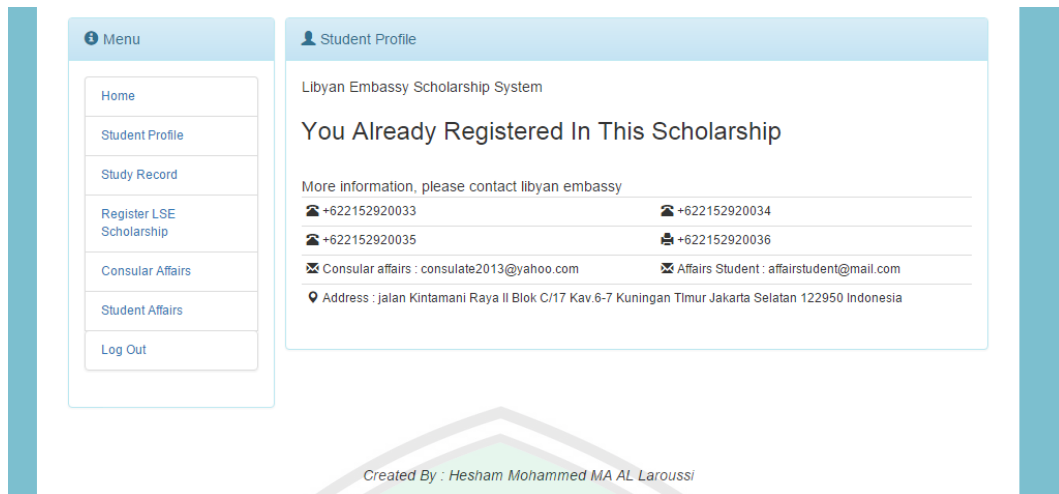 Menu
Home
Student Profile
Study Record
Register LSE
Scholarship
Consular Affairs
Student Affairs
Log Out
Student Profile
Libyan Embassy Scholarship System
You Already Registered In This Scholarship
More information, please contact libyan embassy
+622152920033
+622152920034
+622152920035
+622152920036
Consular affairs : consulate2013@yahoo.com
Affairs Student : affairstudent@mail.com
Address : jalan Kintamani Raya II Blok C/17 Kav.6-7 Kuningan TImur Jakarta Selatan 122950 Indonesia
Created By : Hesham Mohammed MA AL Laroussi